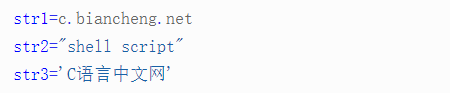 str1=c.biancheng.net
str2="shell script"
str3='C语言中文网'